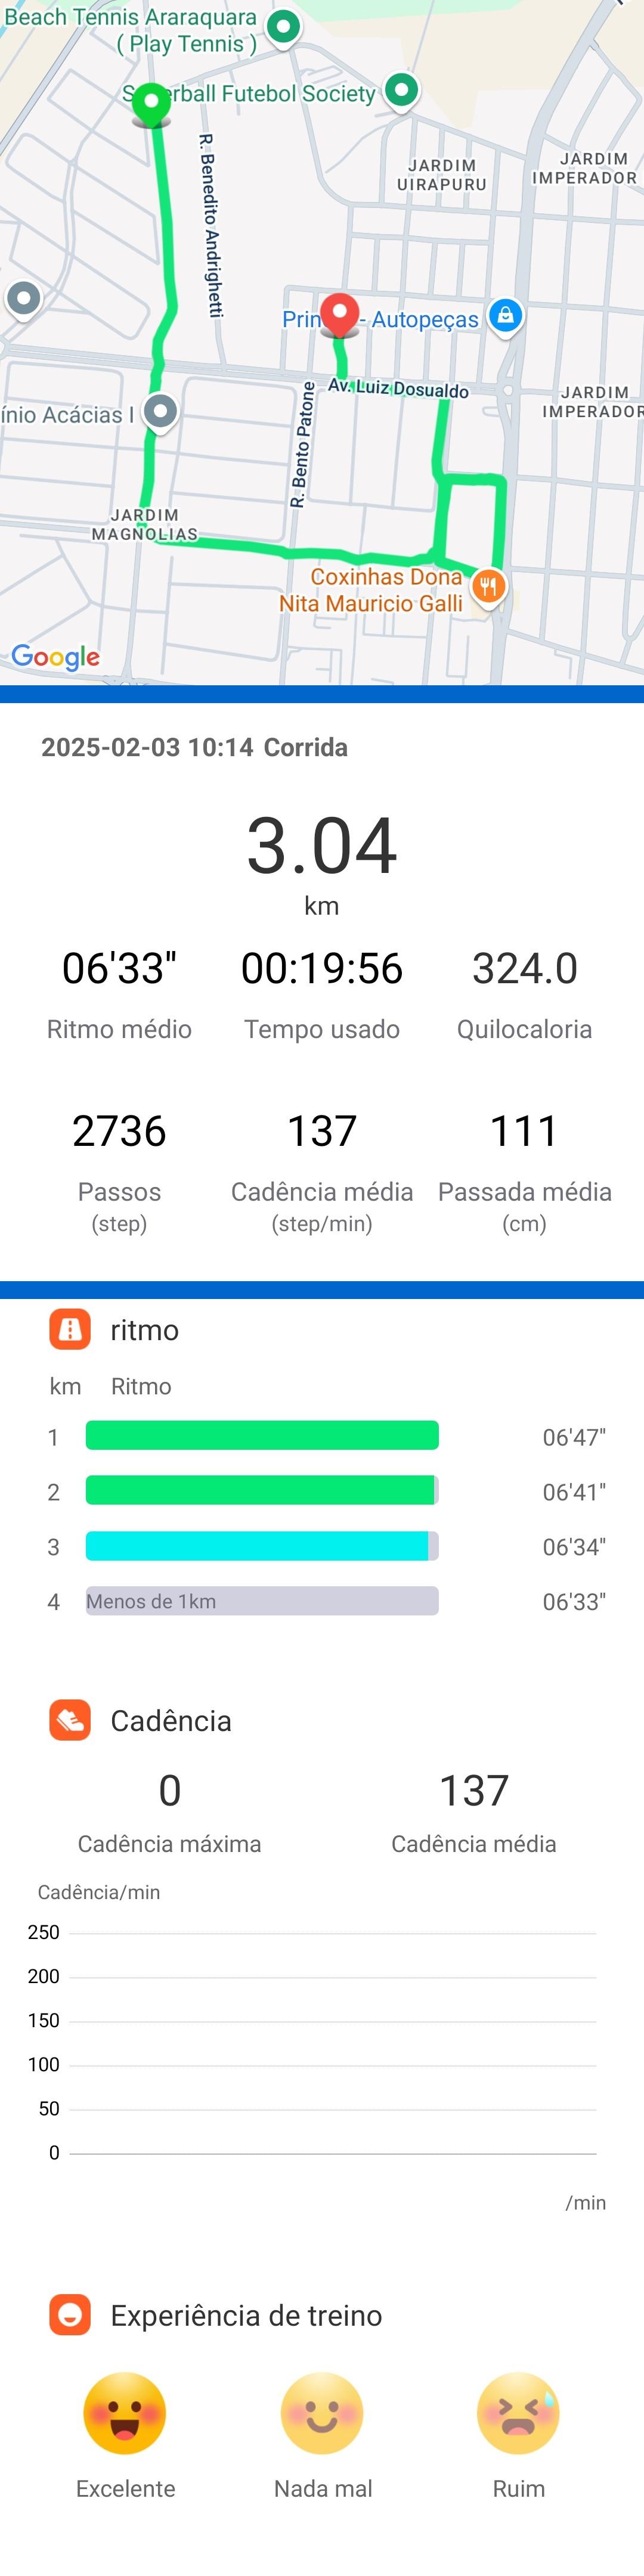 Beach Tennis Araraquara
( Play Tennis )
erball Futebol Society
R. Benedito Andrighetti
JARDIM
UIRAPURU
JARDIM
IMPERADOR
Prin - Autopeças
Av. Luiz Dosualdo
JARDIM
IMPERADOR
ínio Acácias I
R. Bento Patone
JARDIM
MAGNOLIAS
Coxinhas Dona
Nita Mauricio Galli
Google
2025-02-03 10:14 Corrida
3.04
km
06'33" 00:19:56 324.0
Ritmo médio Tempo usado Quilocaloria
2736 137 111
Passos Cadência média Passada média
(step) (step/min) (cm)
ritmo
km Ritmo
1 06'47"
2 06'41"
3 06'34"
4 Menos de 1km 06'33"
Cadência
0 137
Cadência máxima Cadência média
Cadência/min
250
200
150
100
50
0
/min
Experiência de treino
Excelente Nada mal Ruim